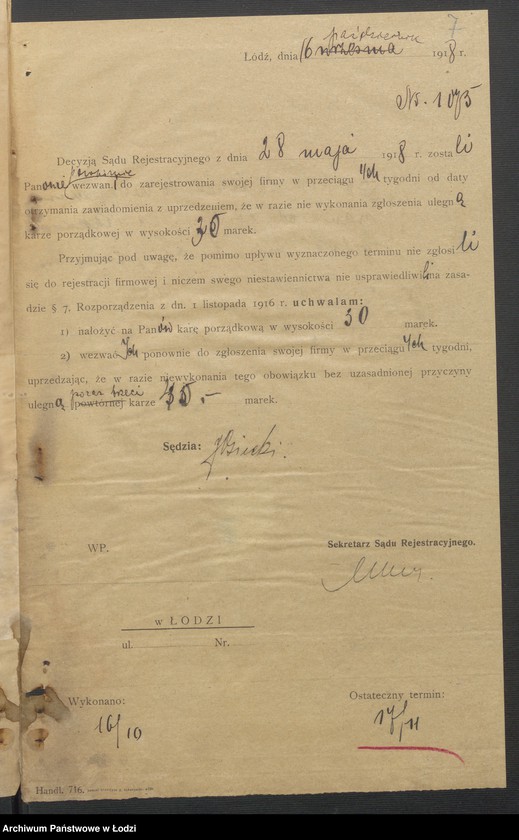 7
października
Łódź, dnia 16 września 1918 r.
No. 1075
Decyzją Sądu Rejestracyjnego z dnia 28 maja 1918 r. zostali
ponownie
Panowie wezwani do zarejestrowania swojej firmy w przeciągu 4ch tygodni od daty
otrzymania zawiadomienia z uprzedzeniem, że w razie nie wykonania zgłoszenia ulegną
karze porządkowej w wysokości 30 marek.
Przyjmując pod uwagę, że pomimo upływu wyznaczonego terminu nie zgłosili
się do rejestracji firmowej i niczem swego niestawiennictwa nie usprawiedliwili na zasa-
dzie § 7. Rozporządzenia z dn. 1 listopada 1916 r. uchwalam:
1) nałożyć na Panów karę porządkową w wysokości 30 marek.
2) wezwać Ich ponownie do zgłoszenia swojej firmy w przeciągu 4ch tygodni,
uprzedzając, że w razie niewykonania tego obowiązku bez uzasadnionej przyczyny
poraz trzeci
ulegną powtórnej karze marek.
Sędzia:
WP.
Sekretarz Sądu Rejestracyjnego.
w ŁODZI
ul. Nr.
Wykonano:
16/10
Ostateczny termin:
17/11
Handl. 716.
Archiwum Państwowe w Łodzi